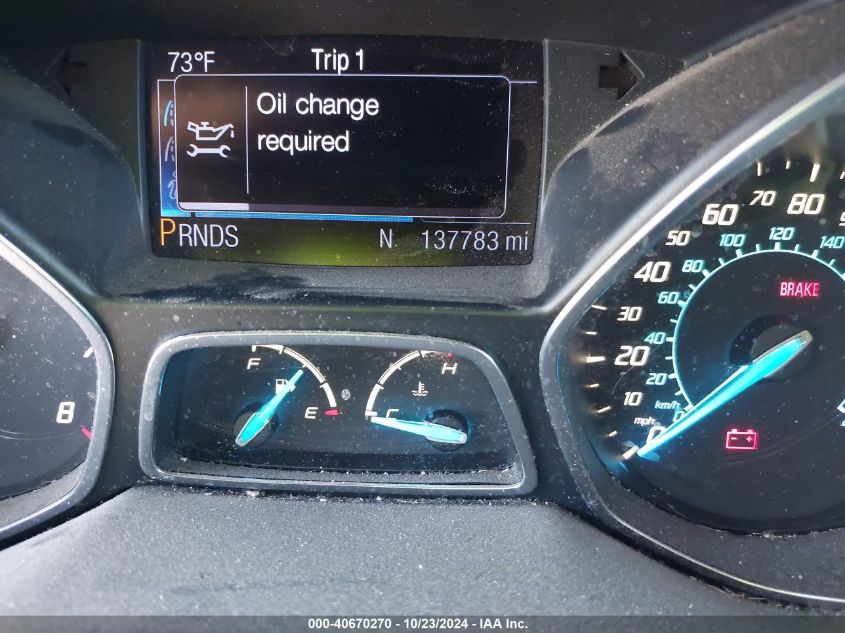 73°F Trip 1
Oil change
required
PRNDS N 137783 mi
F E
C H
8
0 10 20 30 40 50 60 70 80
mph
km/h
0 20 40 60 80 100 120 140
BRAKE
000-40670270 - 10/23/2024 - IAA Inc.